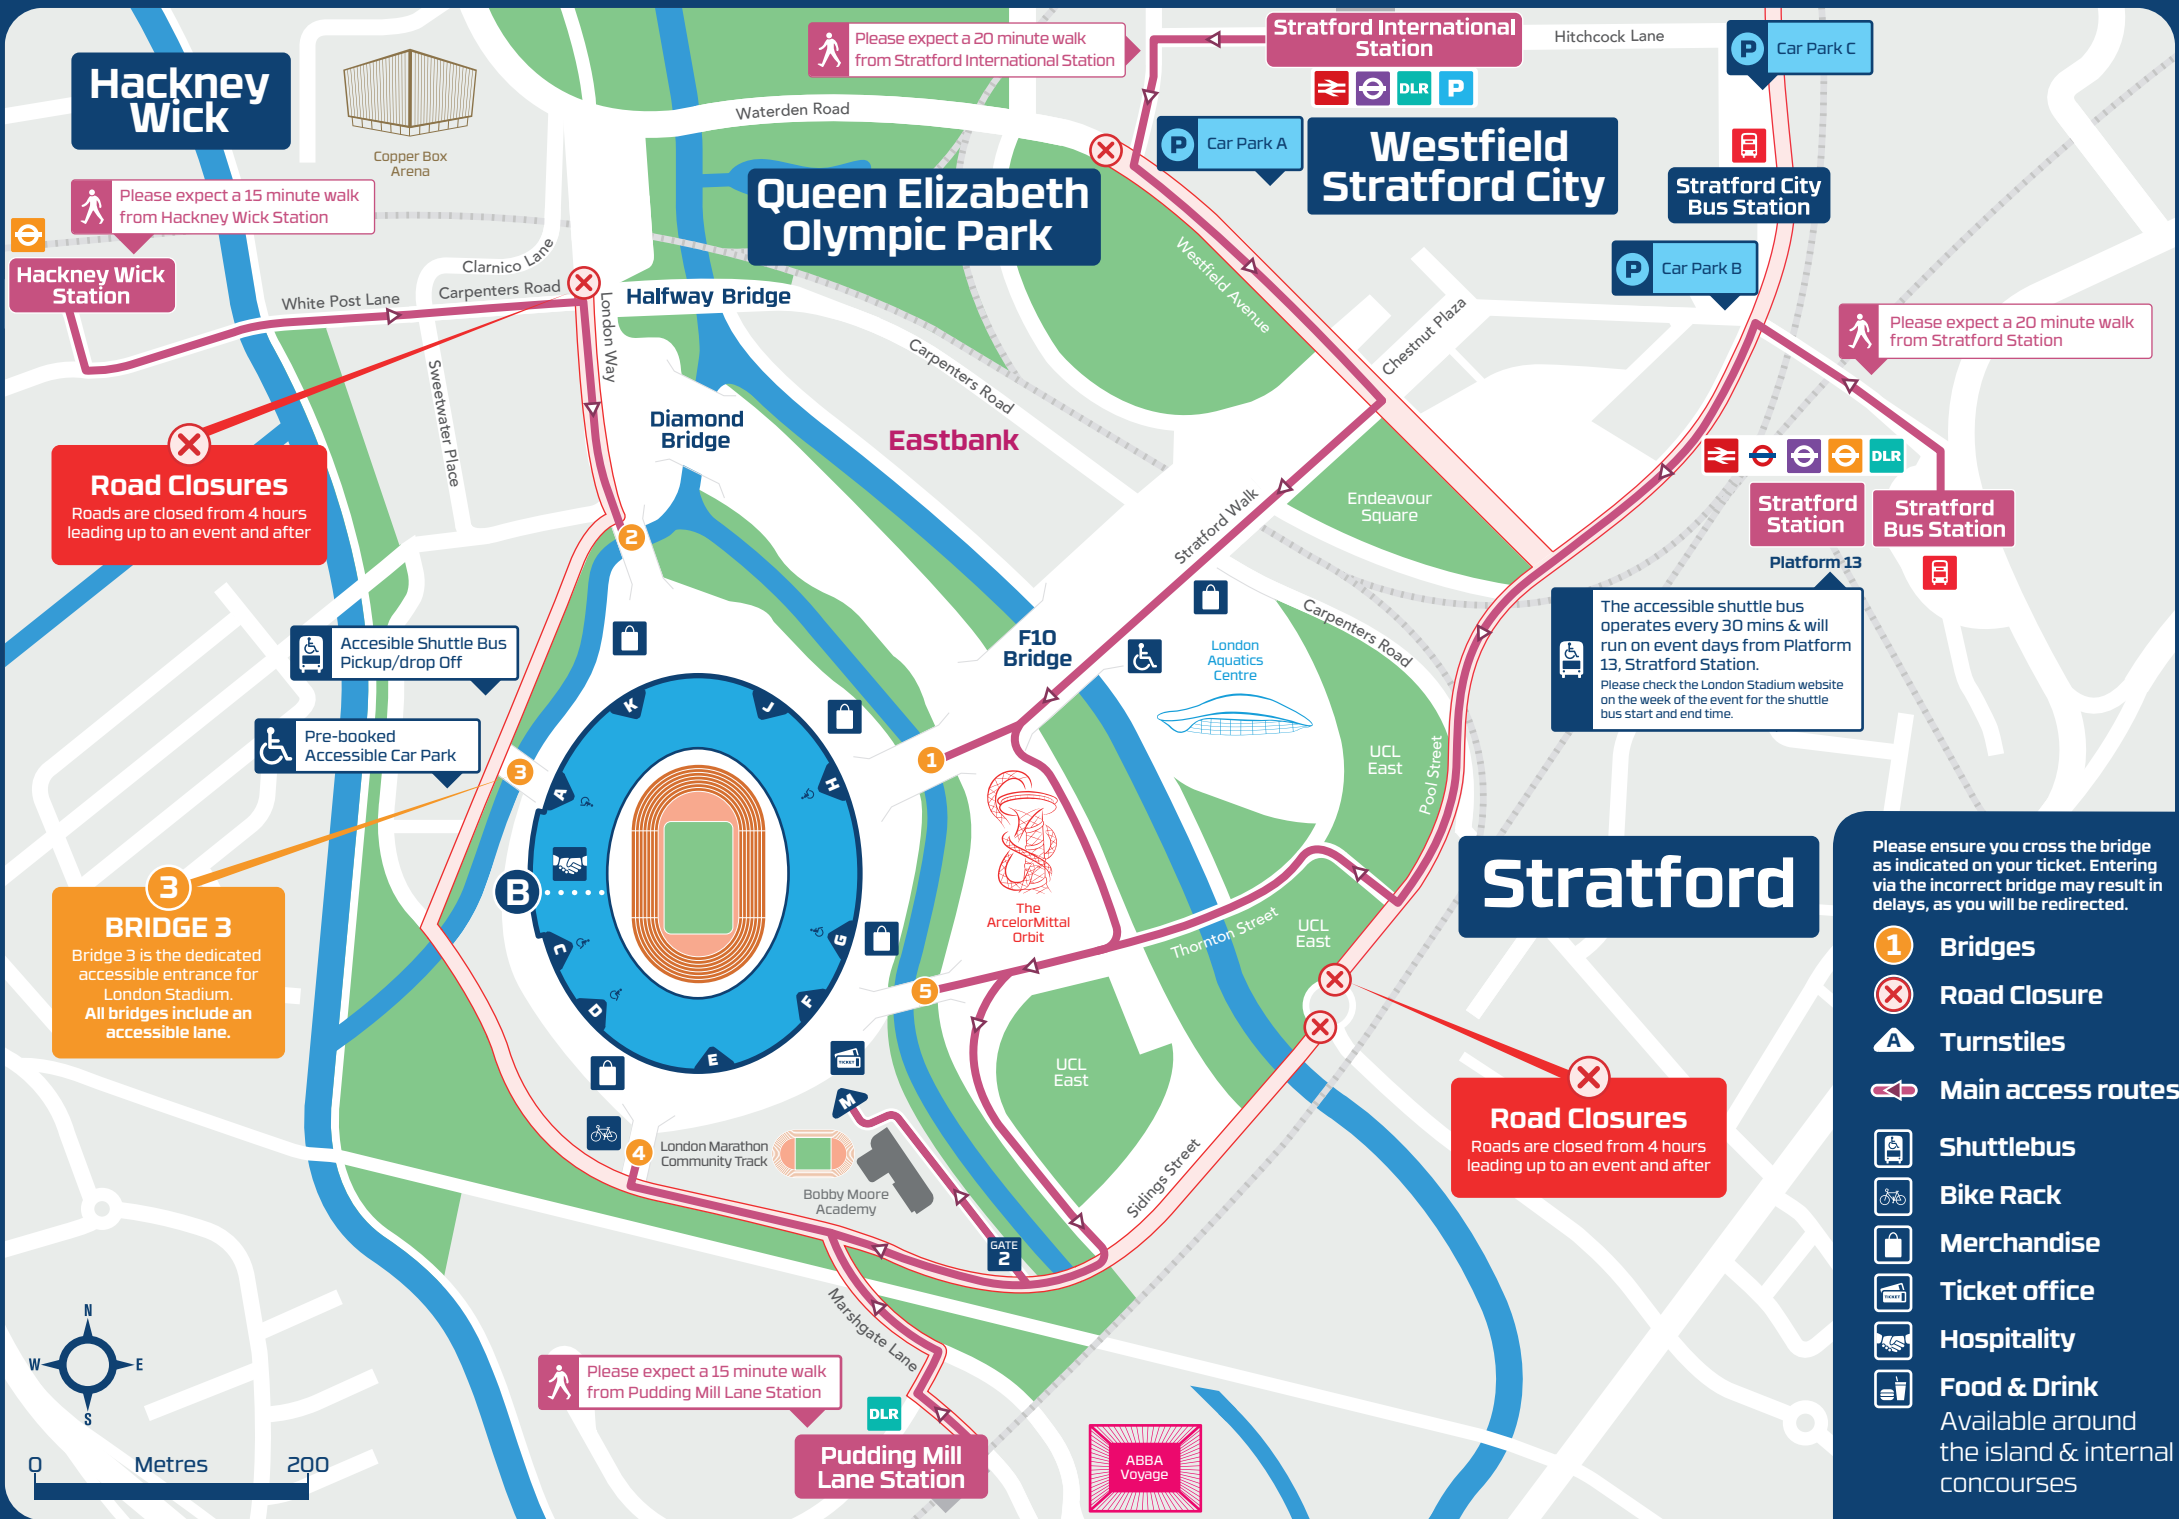 Hackney
Wick
Copper Box
Arena
Please expect a 15 minute walk
from Hackney Wick Station
Hackney Wick
Station
White Post Lane
Clarnico Lane
Carpenters Road
London Way
Sweetwater Place
Waterden Road
Please expect a 20 minute walk
from Stratford International Station
Stratford International
Station
DLR
P
Hitchcock Lane
P
Car Park C
P
Car Park A
Westfield
Stratford City
Queen Elizabeth
Olympic Park
Stratford City
Bus Station
P
Car Park B
Halfway Bridge
Westfield Avenue
Chestnut Plaza
Please expect a 20 minute walk
from Stratford Station
Carpenters Road
Diamond
Bridge
Eastbank
Road Closures
Roads are closed from 4 hours
leading up to an event and after
2
Stratford Walk
Endeavour
Square
DLR
Stratford
Station
Stratford
Bus Station
Platform 13
The accessible shuttle bus
operates every 30 mins & will
run on event days from Platform
13, Stratford Station.
Please check the London Stadium website
on the week of the event for the shuttle
bus start and end time.
Accesible Shuttle Bus
Pickup/drop Off
Pre-booked
Accessible Car Park
F10
Bridge
London
Aquatics
Centre
Carpenters Road
UCL
East
Pool Street
3
1
K
J
A
H
B
C
G
D
F
E
3
BRIDGE 3
Bridge 3 is the dedicated
accessible entrance for
London Stadium.
All bridges include an
accessible lane.
The
ArcelorMittal
Orbit
Thornton Street
UCL
East
5
Stratford
UCL
East
TICKET
M
4
London Marathon
Community Track
Bobby Moore
Academy
GATE
2
Sidings Street
Road Closures
Roads are closed from 4 hours
leading up to an event and after
Marshgate Lane
Please expect a 15 minute walk
from Pudding Mill Lane Station
DLR
Pudding Mill
Lane Station
ABBA
Voyage
N
W
E
S
0
Metres
200
Please ensure you cross the bridge
as indicated on your ticket. Entering
via the incorrect bridge may result in
delays, as you will be redirected.
1
Bridges
Road Closure
A
Turnstiles
Main access routes
Shuttlebus
Bike Rack
Merchandise
TICKET
Ticket office
Hospitality
Food & Drink
Available around
the island & internal
concourses